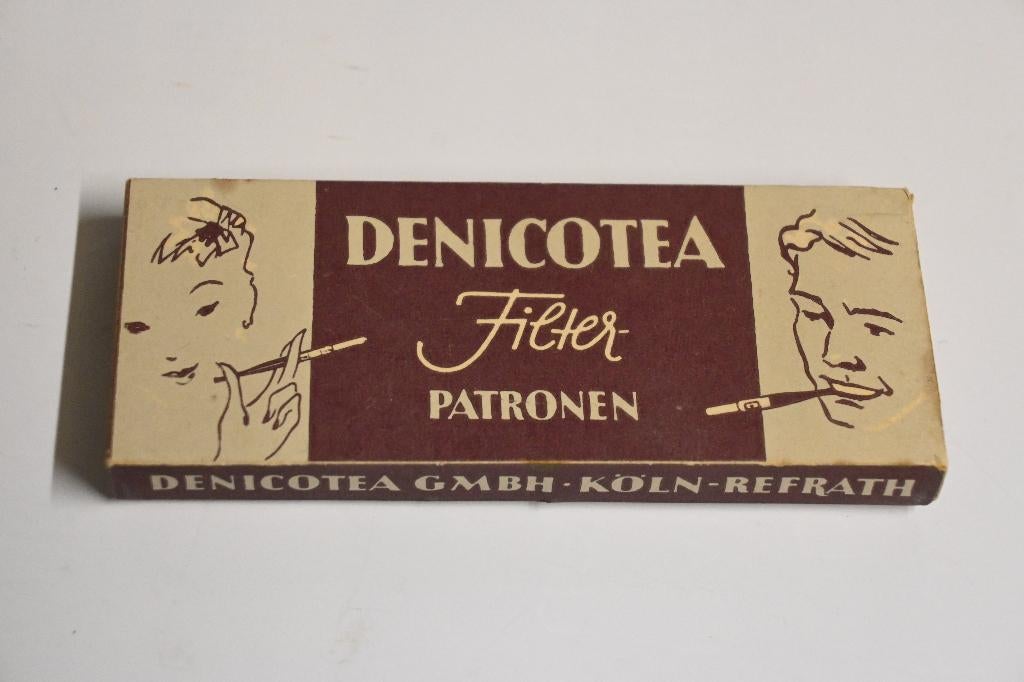 DENICOTEA
Filter-
PATRONEN
DENICOTEA GMBH · KÖLN-REFRATH